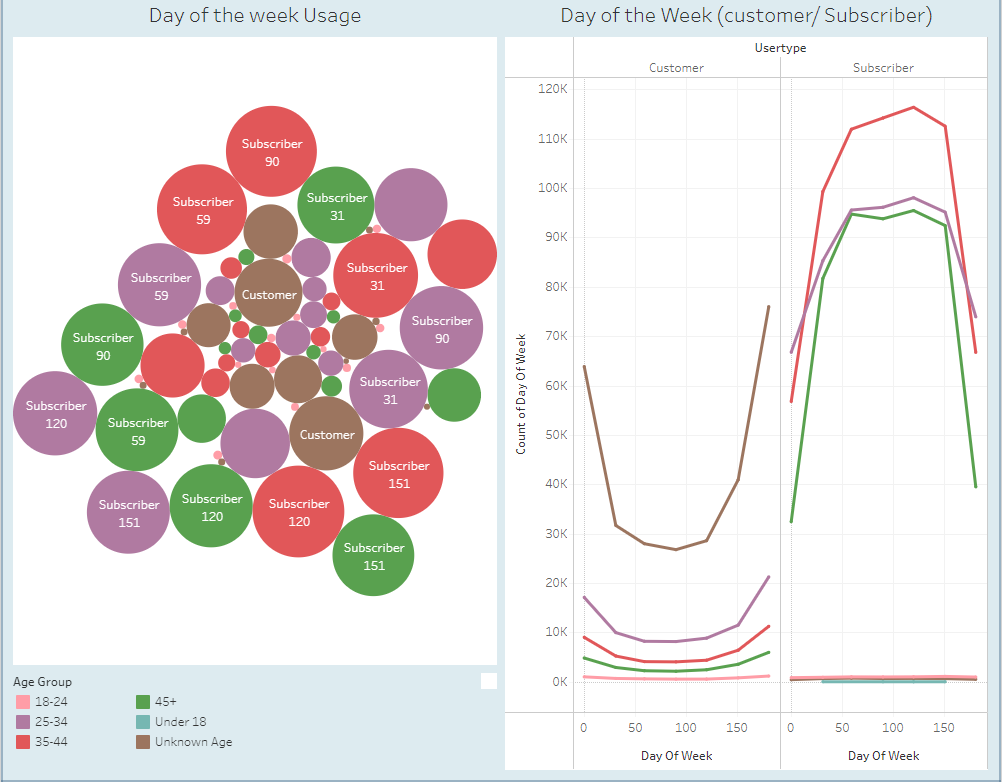 Day of the week Usage
Subscriber
90
Subscriber
59
Subscriber
31
Subscriber
31
Subscriber
59
Customer
Subscriber
90
Subscriber
90
Subscriber
31
Subscriber
120
Subscriber
59
Customer
Subscriber
151
Subscriber
151
Subscriber
120
Subscriber
120
Subscriber
151
Age Group
18-24
25-34
35-44
45+
Under 18
Unknown Age
Day of the Week (customer/ Subscriber)
Usertype
Customer
Subscriber
Count of Day Of Week
120K
110K
100K
90K
80K
70K
60K
50K
40K
30K
20K
10K
0K
0 50 100 150
0 50 100 150
Day Of Week
Day Of Week